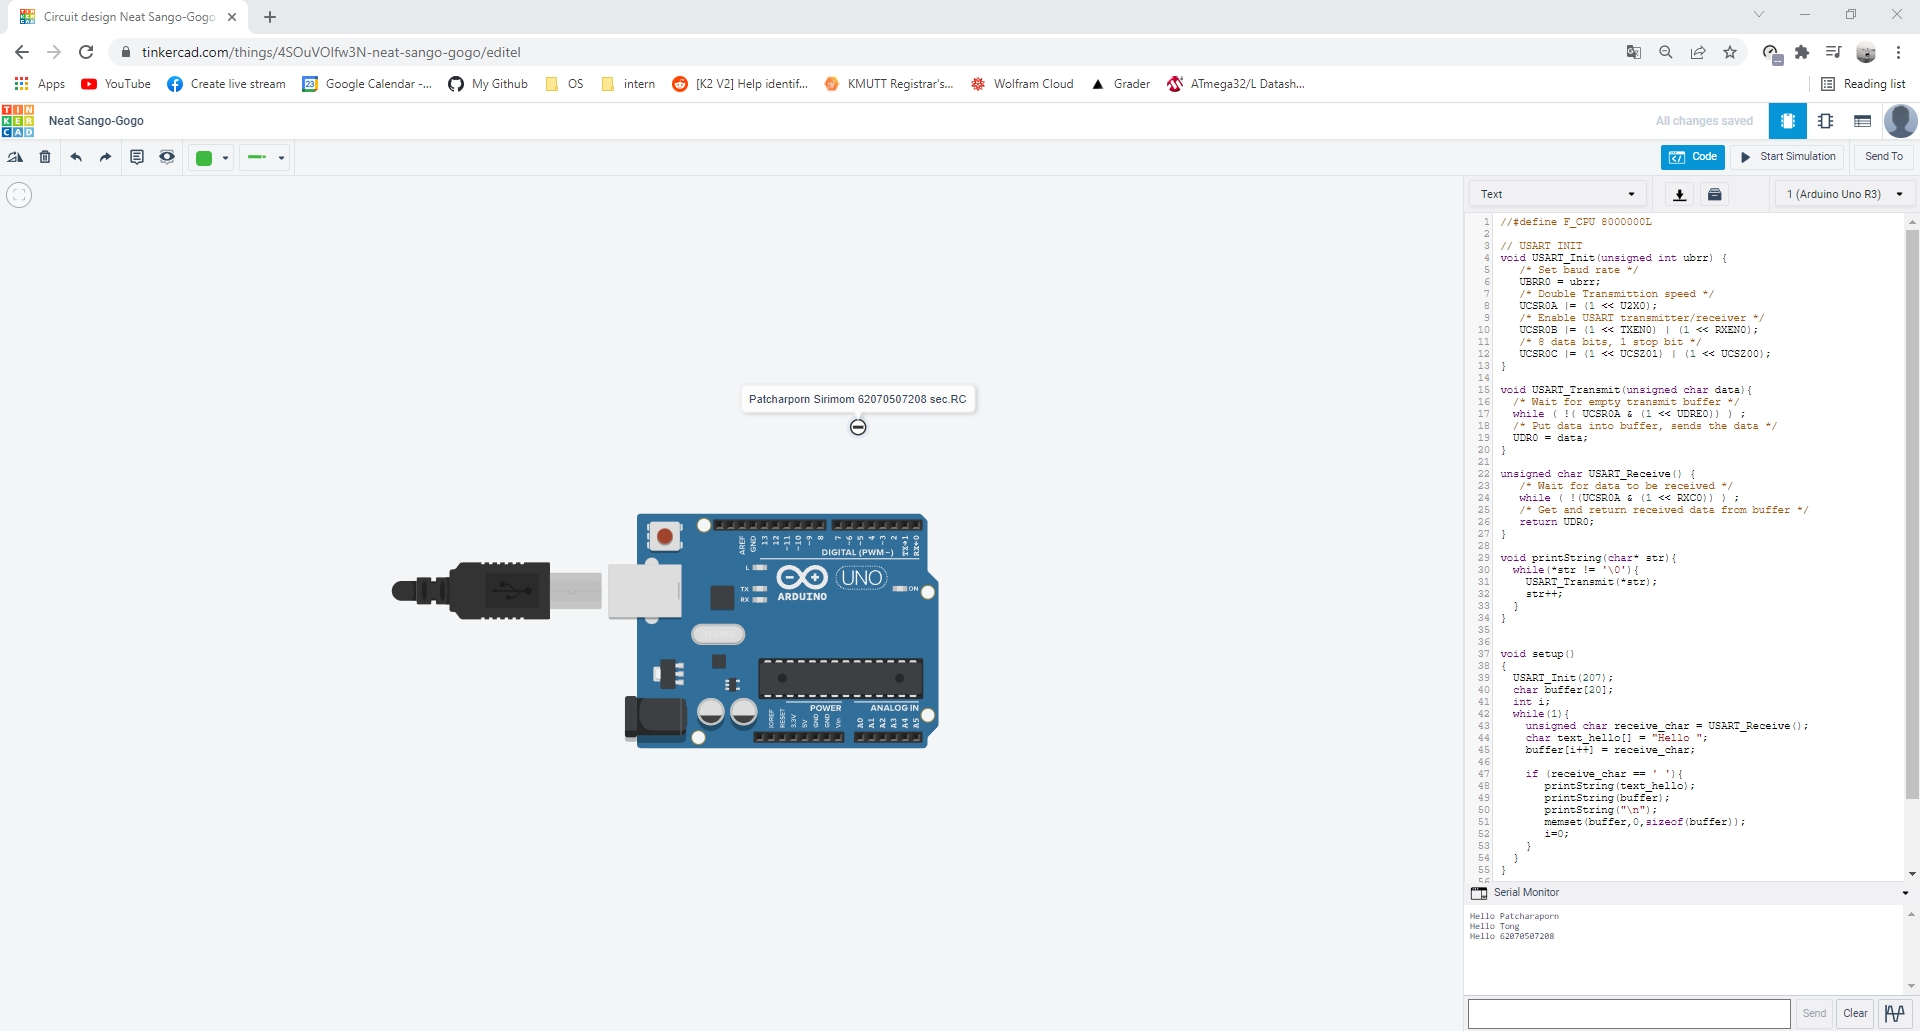 Circuit design Neat Sango-Gogo
tinkercad.com/things/4SOuVOlfw3N-neat-sango-gogo/editel
Apps YouTube Create live stream Google Calendar -... My Github OS intern [K2 V2] Help identif... KMUTT Registrar's... Wolfram Cloud Grader ATmega32/L Datash... Reading list
TINKERCAD Neat Sango-Gogo All changes saved
Code Start Simulation Send To
Text 1 (Arduino Uno R3)
1 //#define F_CPU 8000000L
2
3 // USART INIT
4 void USART_Init(unsigned int ubrr) {
5 /* Set baud rate */
6 UBRR0 = ubrr;
7 /* Double Transmittion speed */
8 UCSR0A |= (1 << U2X0);
9 /* Enable USART transmitter/receiver */
10 UCSR0B |= (1 << TXEN0) | (1 << RXEN0);
11 /* 8 data bits, 1 stop bit */
12 UCSR0C |= (1 << UCSZ01) | (1 << UCSZ00);
13 }
14
15 void USART_Transmit(unsigned char data){
16 /* Wait for empty transmit buffer */
17 while ( !( UCSR0A & (1 << UDRE0)) ) ;
18 /* Put data into buffer, sends the data */
19 UDR0 = data;
20 }
21
22 unsigned char USART_Receive() {
23 /* Wait for data to be received */
24 while ( !(UCSR0A & (1 << RXC0)) ) ;
25 /* Get and return received data from buffer */
26 return UDR0;
27 }
28
29 void printString(char* str){
30 while(*str != '\0'){
31 USART_Transmit(*str);
32 str++;
33 }
34 }
35
36
37 void setup()
38 {
39 USART_Init(207);
40 char buffer[20];
41 int i;
42 while(1){
43 unsigned char receive_char = USART_Receive();
44 char text_hello[] = "Hello ";
45 buffer[i++] = receive_char;
46
47 if (receive_char == ' '){
48 printString(text_hello);
49 printString(buffer);
50 printString("\n");
51 memset(buffer,0,sizeof(buffer));
52 i=0;
53 }
54 }
55 }
56
Patcharporn Sirimom 62070507208 sec.RC
AREF GND 13 12 ~11 ~10 ~9 8 7 ~6 ~5 4 ~3 2 TX→1 RX←0
DIGITAL (PWM~)
L
TX
RX
ARDUINO
UNO
ON
POWER ANALOG IN
IOREF RESET 3.3V 5V GND GND Vin A0 A1 A2 A3 A4 A5
Serial Monitor
Hello Patcharaporn
Hello Tong
Hello 62070507208
Send Clear